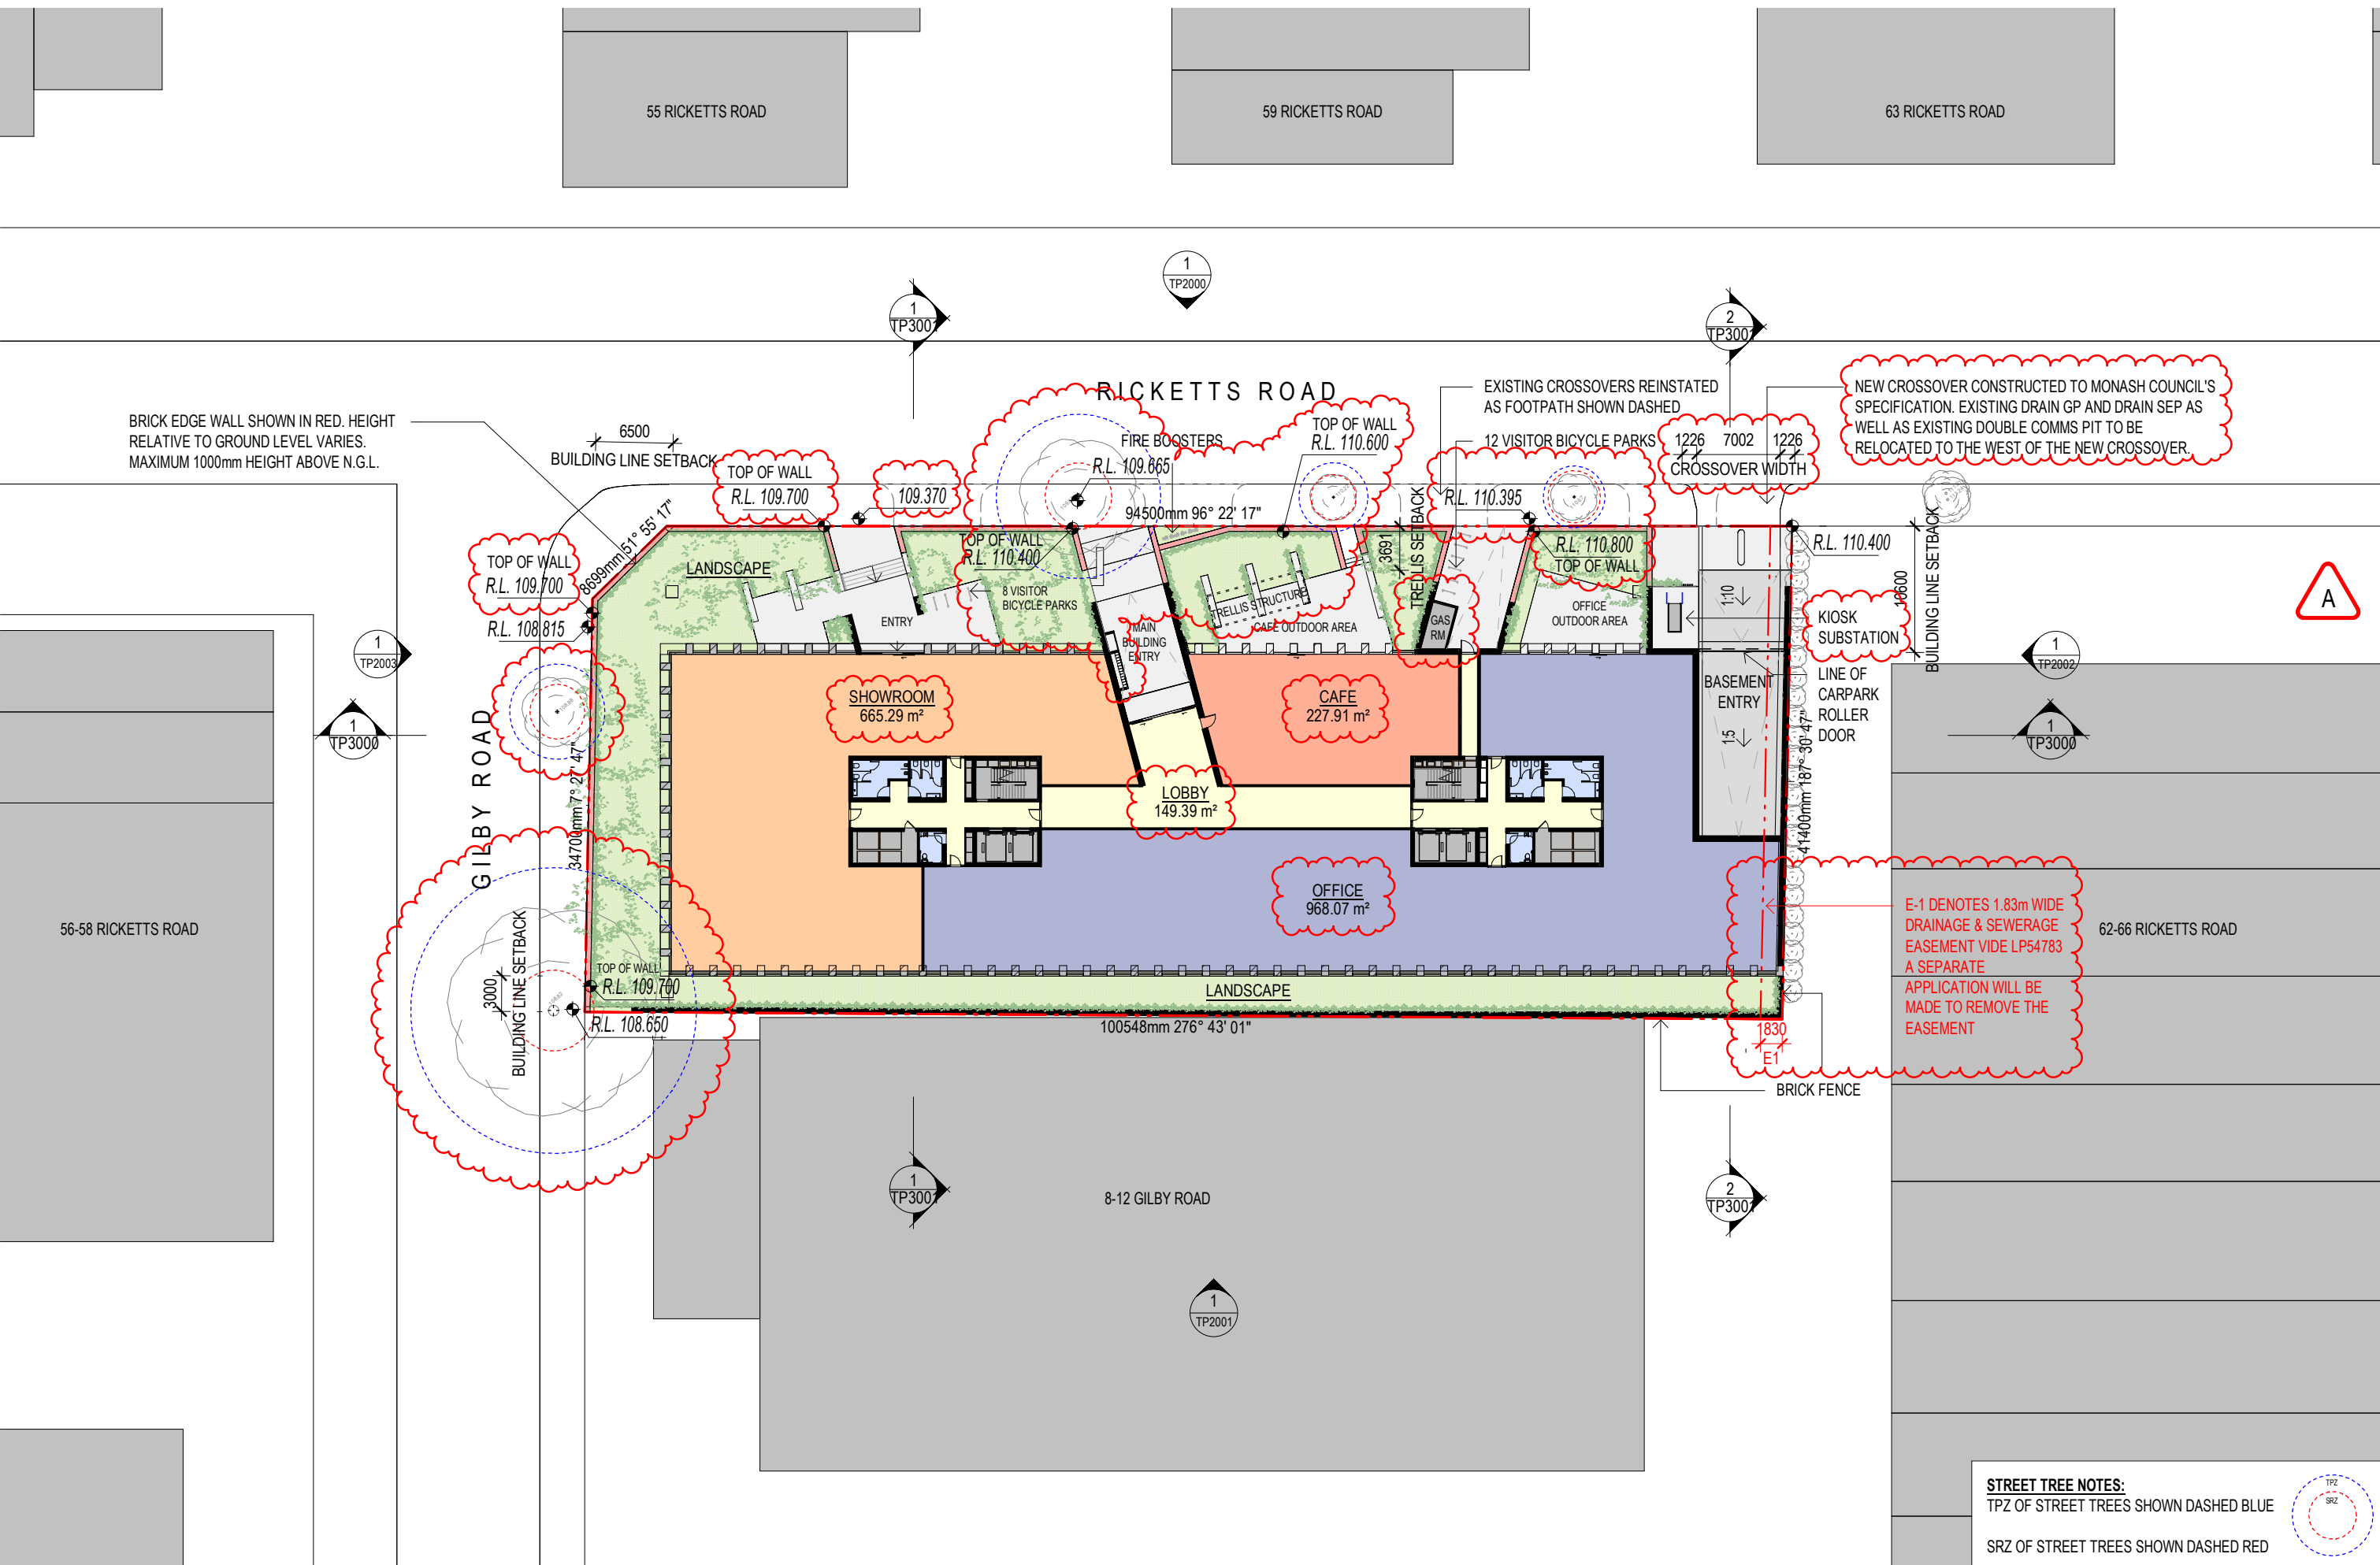 55 RICKETTS ROAD
59 RICKETTS ROAD
63 RICKETTS ROAD
1
TP2000
1
TP3001
2
TP3001
RICKETTS ROAD
BRICK EDGE WALL SHOWN IN RED. HEIGHT
RELATIVE TO GROUND LEVEL VARIES.
MAXIMUM 1000mm HEIGHT ABOVE N.G.L.
6500
BUILDING LINE SETBACK
TOP OF WALL
R.L. 109.700
109.370
FIRE BOOSTERS
R.L. 109.665
TOP OF WALL
R.L. 110.600
EXISTING CROSSOVERS REINSTATED
AS FOOTPATH SHOWN DASHED
12 VISITOR BICYCLE PARKS
R.L. 110.395
1226 7002 1226
CROSSOVER WIDTH
NEW CROSSOVER CONSTRUCTED TO MONASH COUNCIL'S
SPECIFICATION. EXISTING DRAIN GP AND DRAIN SEP AS
WELL AS EXISTING DOUBLE COMMS PIT TO BE
RELOCATED TO THE WEST OF THE NEW CROSSOVER.
94500mm 96° 22' 17"
8699mm 51° 55' 17"
TOP OF WALL
R.L. 109.700
R.L. 108.815
LANDSCAPE
TOP OF WALL
R.L. 110.400
8 VISITOR
BICYCLE PARKS
ENTRY
MAIN
BUILDING
ENTRY
TRELLIS STRUCTURE
CAFE OUTDOOR AREA
3691
TRELLIS SETBACK
GAS
RM
R.L. 110.800
TOP OF WALL
OFFICE
OUTDOOR AREA
1:10
R.L. 110.400
10600
BUILDING LINE SETBACK
KIOSK
SUBSTATION
LINE OF
CARPARK
ROLLER
DOOR
BASEMENT
ENTRY
1:5
A
1
TP2003
1
TP3000
1
TP2002
1
TP3000
GILBY ROAD
34700mm 7° 27' 47"
41400mm 187° 30' 47"
SHOWROOM
665.29 m²
CAFE
227.91 m²
LOBBY
149.39 m²
OFFICE
968.07 m²
56-58 RICKETTS ROAD
62-66 RICKETTS ROAD
E-1 DENOTES 1.83m WIDE
DRAINAGE & SEWERAGE
EASEMENT VIDE LP54783
A SEPARATE
APPLICATION WILL BE
MADE TO REMOVE THE
EASEMENT
3000
BUILDING LINE SETBACK
TOP OF WALL
R.L. 109.700
R.L. 108.650
LANDSCAPE
100548mm 276° 43' 01"
1830
E1
BRICK FENCE
1
TP3001
8-12 GILBY ROAD
2
TP3001
1
TP2001
STREET TREE NOTES:
TPZ OF STREET TREES SHOWN DASHED BLUE
SRZ OF STREET TREES SHOWN DASHED RED
TPZ
SRZ